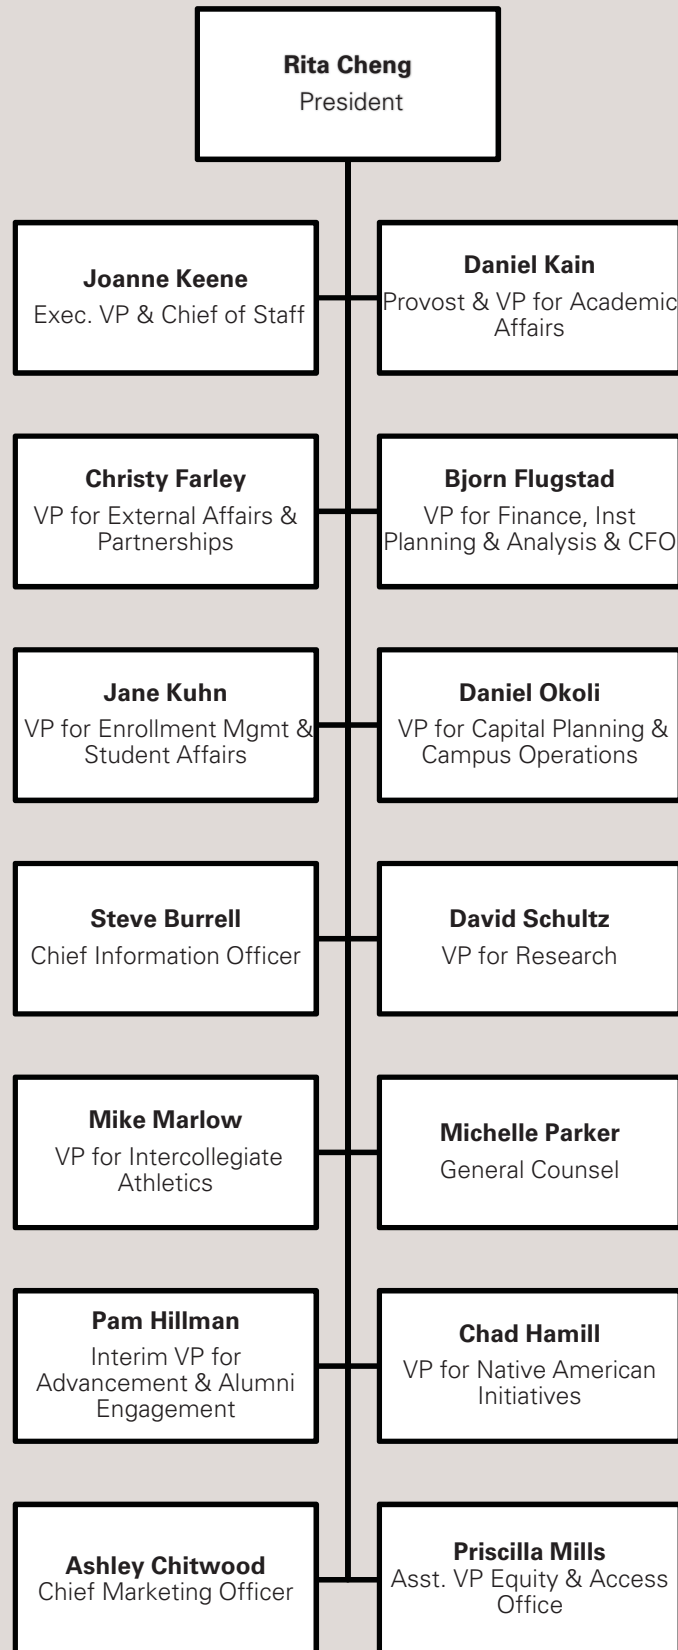 Rita Cheng
President
Joanne Keene
Exec. VP & Chief of Staff
Daniel Kain
Provost & VP for Academic
Affairs
Christy Farley
VP for External Affairs &
Partnerships
Bjorn Flugstad
VP for Finance, Inst
Planning & Analysis & CFO
Jane Kuhn
VP for Enrollment Mgmt &
Student Affairs
Daniel Okoli
VP for Capital Planning &
Campus Operations
Steve Burrell
Chief Information Officer
David Schultz
VP for Research
Mike Marlow
VP for Intercollegiate
Athletics
Michelle Parker
General Counsel
Pam Hillman
Interim VP for
Advancement & Alumni
Engagement
Chad Hamill
VP for Native American
Initiatives
Ashley Chitwood
Chief Marketing Officer
Priscilla Mills
Asst. VP Equity & Access
Office